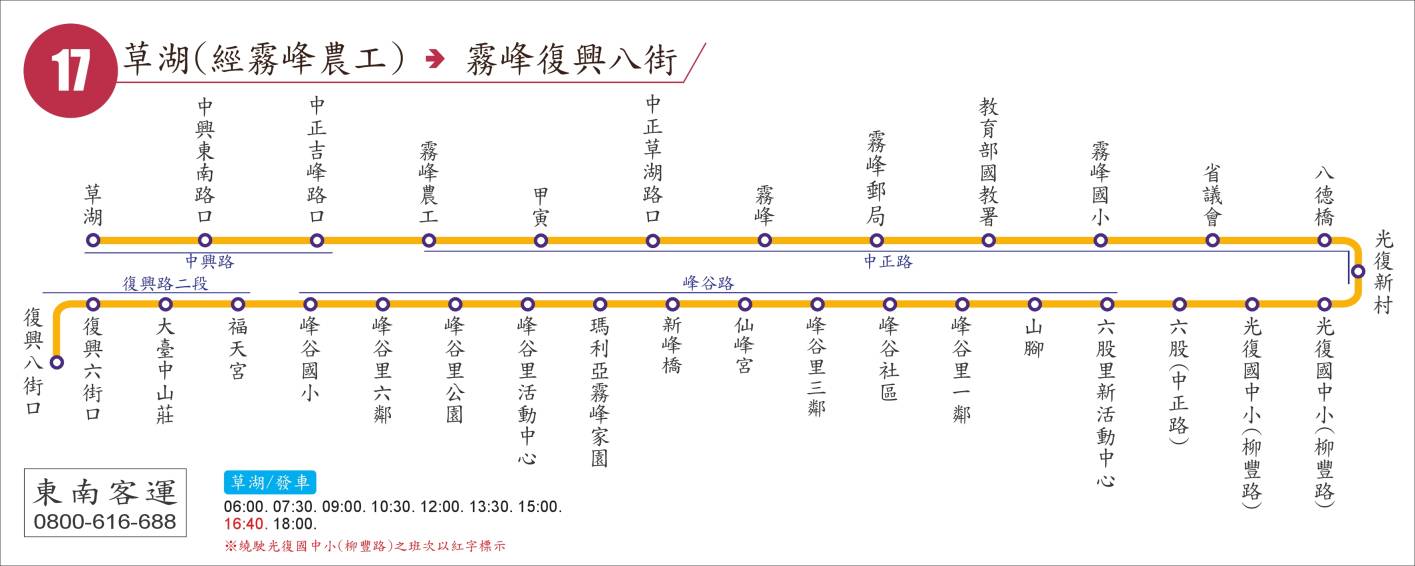 17 草湖(經霧峰農工) ➔ 霧峰復興八街
草湖
中興東南路口
中正吉峰路口
霧峰農工
甲寅
中正草湖路口
霧峰
霧峰郵局
教育部國教署
霧峰國小
省議會
八德橋
光復新村
中興路
中正路
復興路二段
峰谷路
復興八街口
復興六街口
大臺中山莊
福天宮
峰谷國小
峰谷里六鄰
峰谷里公園
峰谷里活動中心
瑪利亞霧峰家園
新峰橋
仙峰宮
峰谷里三鄰
峰谷社區
峰谷里一鄰
山腳
六股里新活動中心
六股(中正路)
光復國中小(柳豐路)
光復國中小(柳豐路)
東南客運
0800-616-688
草湖/發車
06:00. 07:30. 09:00. 10:30. 12:00. 13:30. 15:00.
16:40. 18:00.
※繞駛光復國中小(柳豐路)之班次以紅字標示